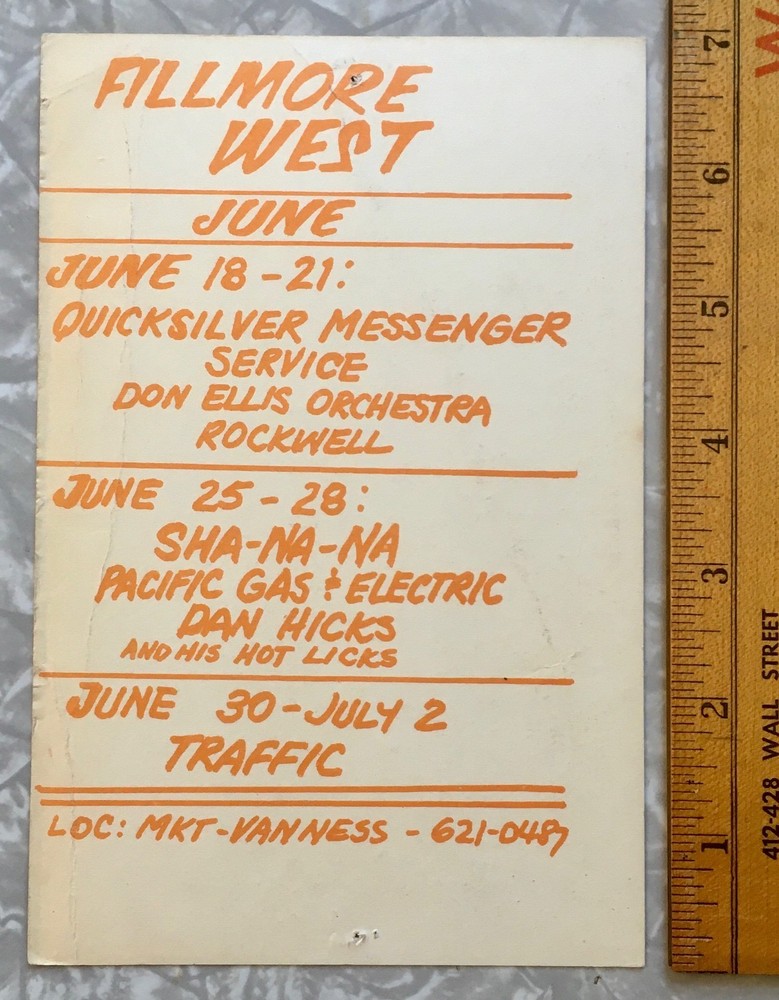 FILLMORE
WEST
JUNE
JUNE 18-21:
QUICKSILVER MESSENGER
SERVICE
DON ELLIS ORCHESTRA
ROCKWELL
JUNE 25-28:
SHA-NA-NA
PACIFIC GAS & ELECTRIC
DAN HICKS
AND HIS HOT LICKS
JUNE 30-JULY 2
TRAFFIC
LOC: MKT-VANNESS - 621-0487
7
6
5
4
3
2
1
W
412-428 WALL STREET